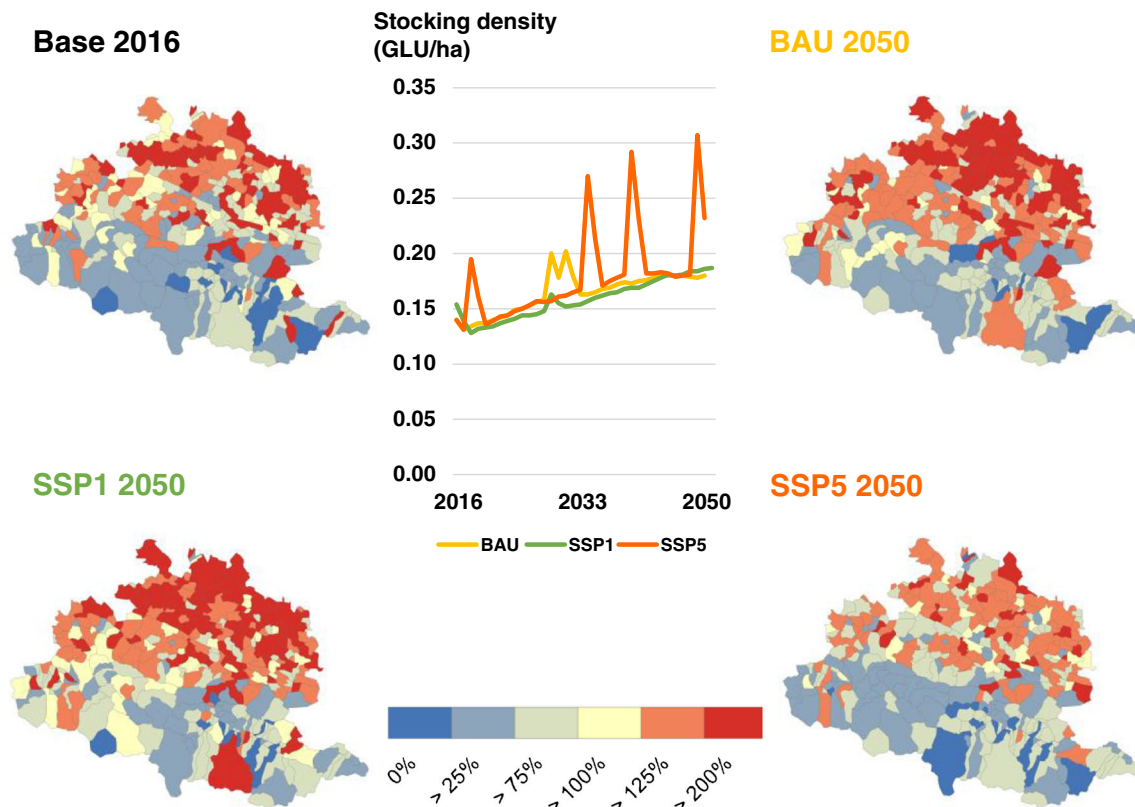 Base 2016
Stocking density
(GLU/ha)
BAU 2050
0.35
0.30
0.25
0.20
0.15
0.10
0.05
0.00
2016 2033 2050
BAU SSP1 SSP5
SSP1 2050
SSP5 2050
0% > 25% > 75% > 100% > 125% > 200%